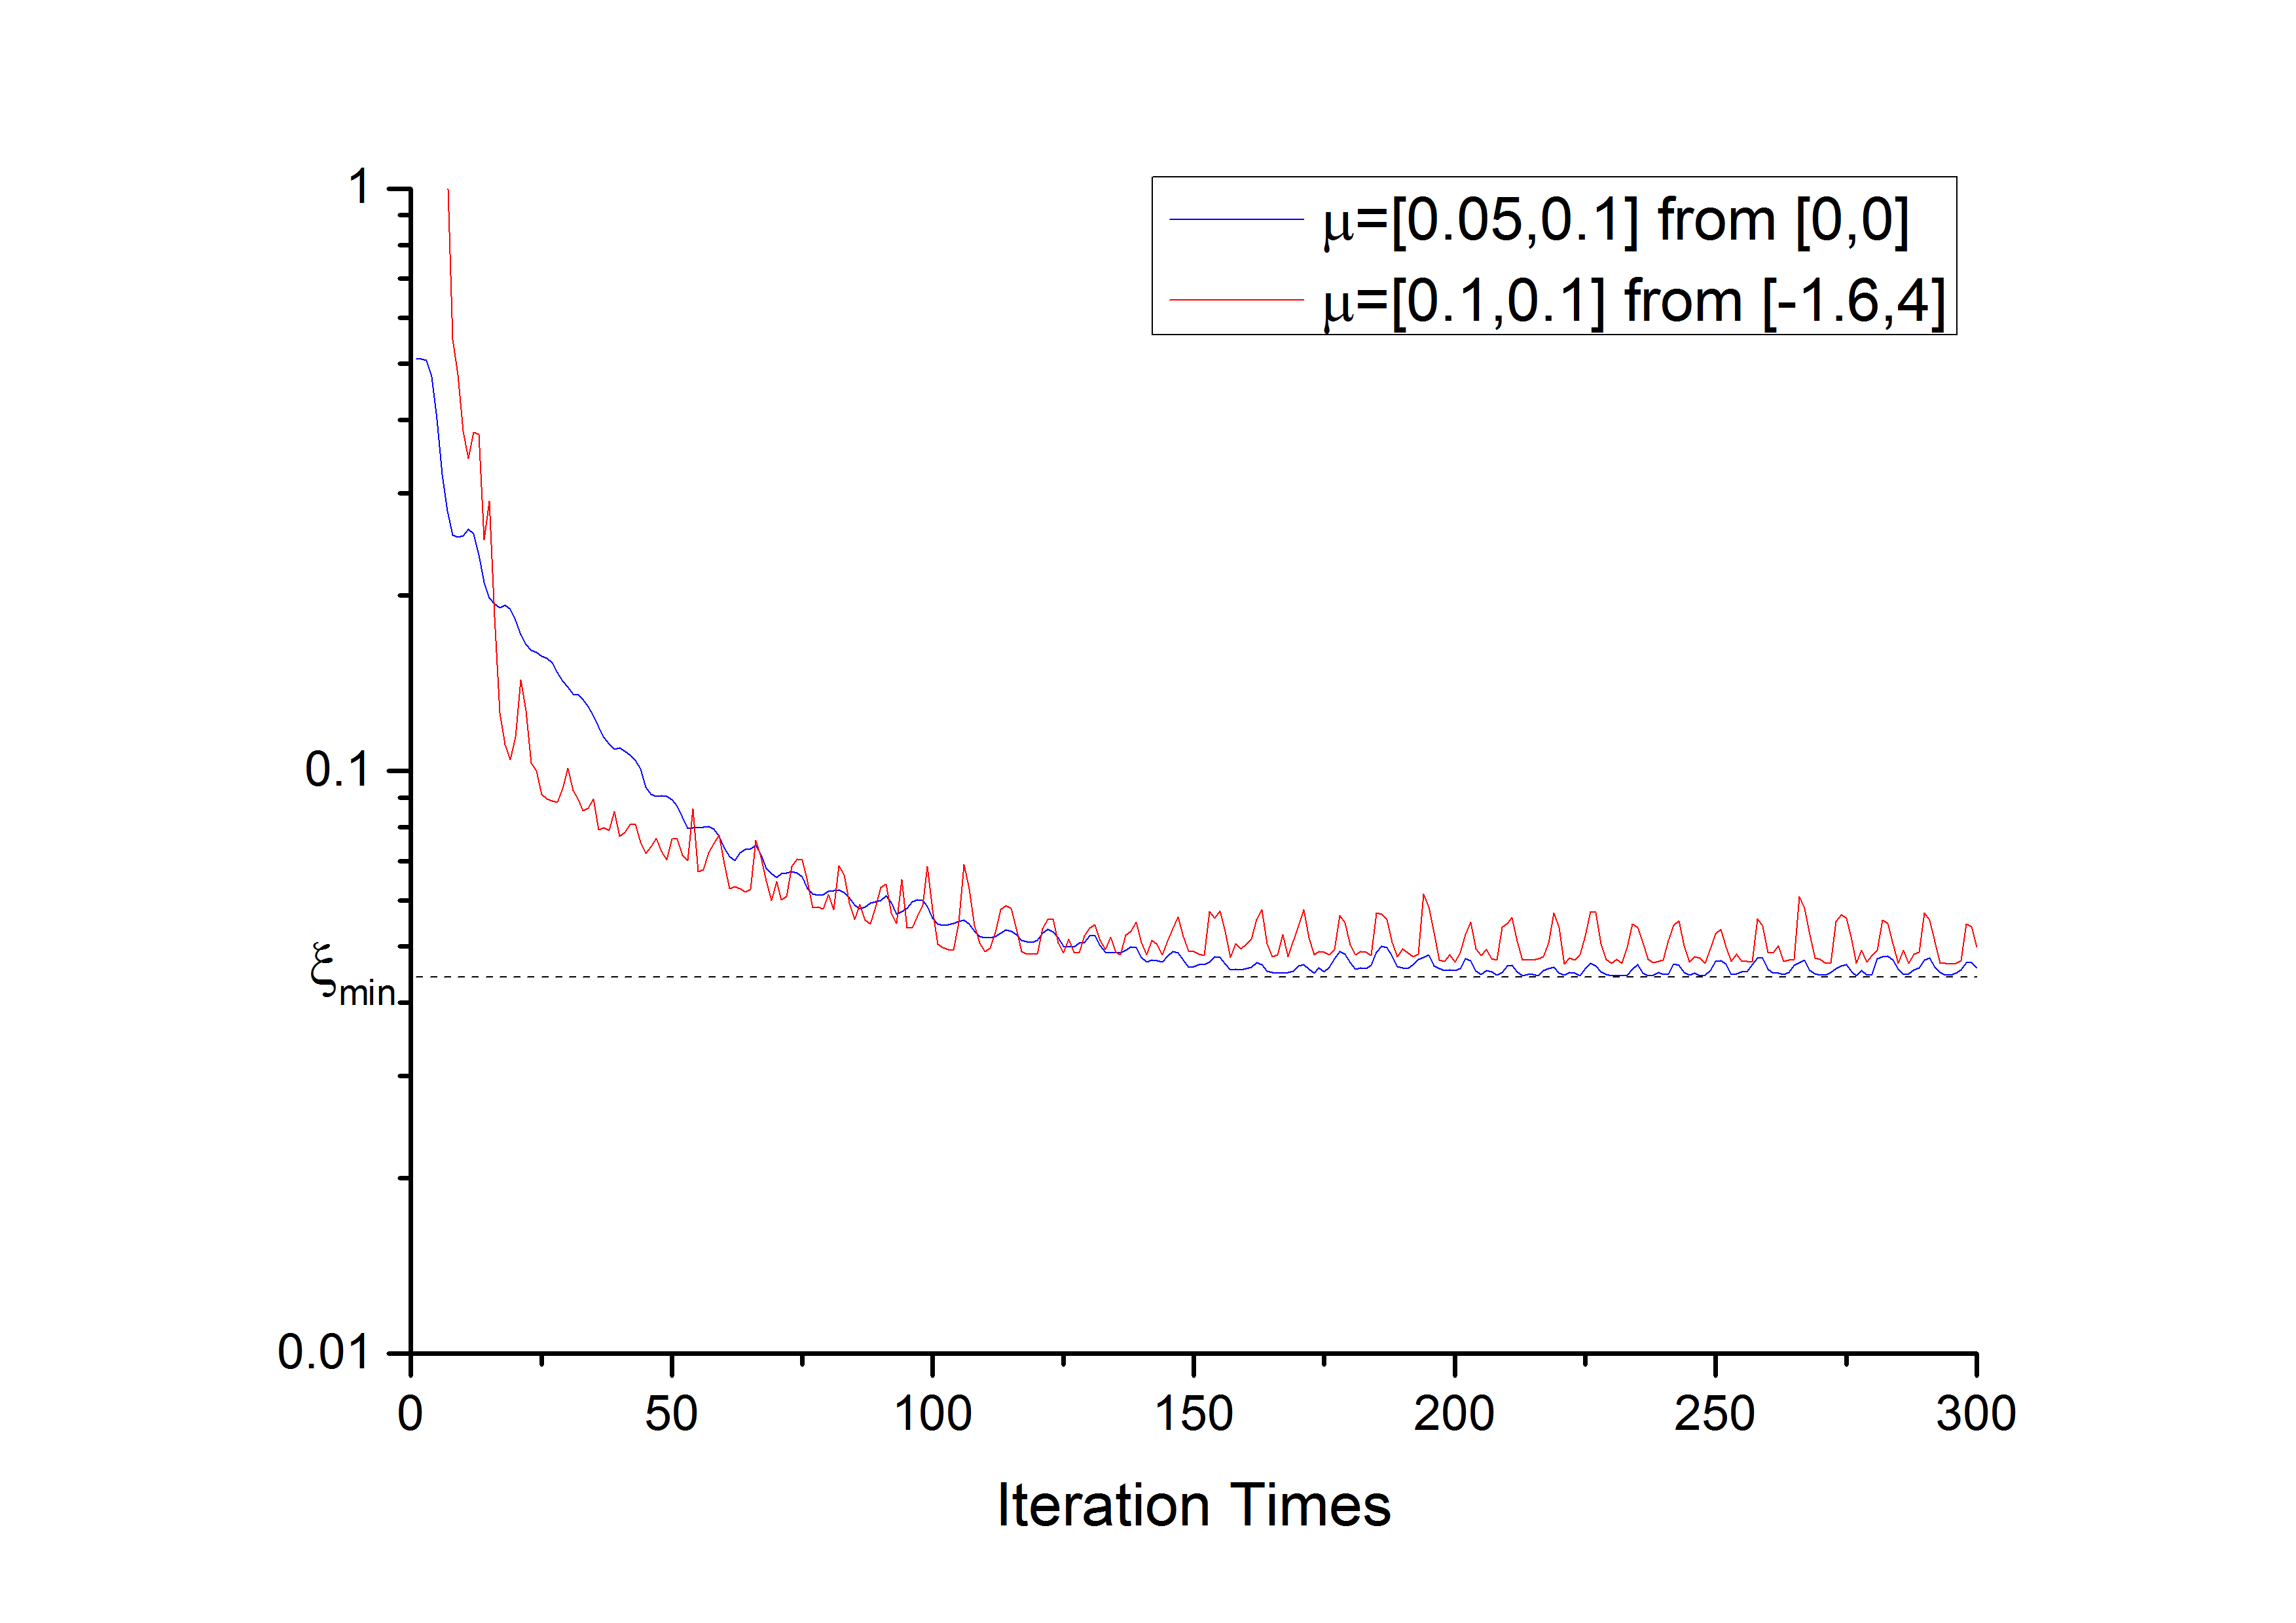 μ=[0.05,0.1] from [0,0]
μ=[0.1,0.1] from [-1.6,4]
1
0.1
ξmin
0.01
0 50 100 150 200 250 300
Iteration Times